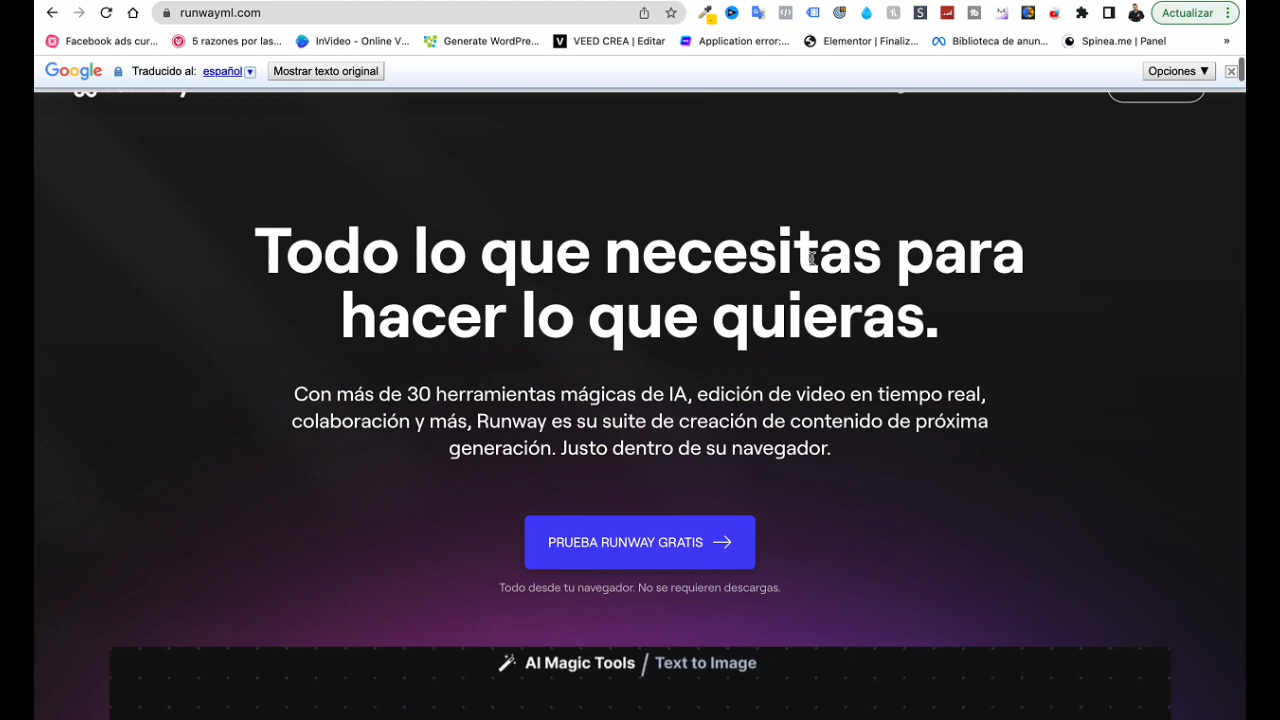 runwayml.com
Actualizar
Facebook ads cur...
5 razones por las...
InVideo - Online V...
Generate WordPre...
VEED CREA | Editar
Application error:...
Elementor | Finaliz...
Biblioteca de anun...
Spinea.me | Panel
»
Google
Traducido al: español
Mostrar texto original
Opciones ▼
Todo lo que necesitas para
hacer lo que quieras.
Con más de 30 herramientas mágicas de IA, edición de video en tiempo real,
colaboración y más, Runway es su suite de creación de contenido de próxima
generación. Justo dentro de su navegador.
PRUEBA RUNWAY GRATIS →
Todo desde tu navegador. No se requieren descargas.
AI Magic Tools / Text to Image